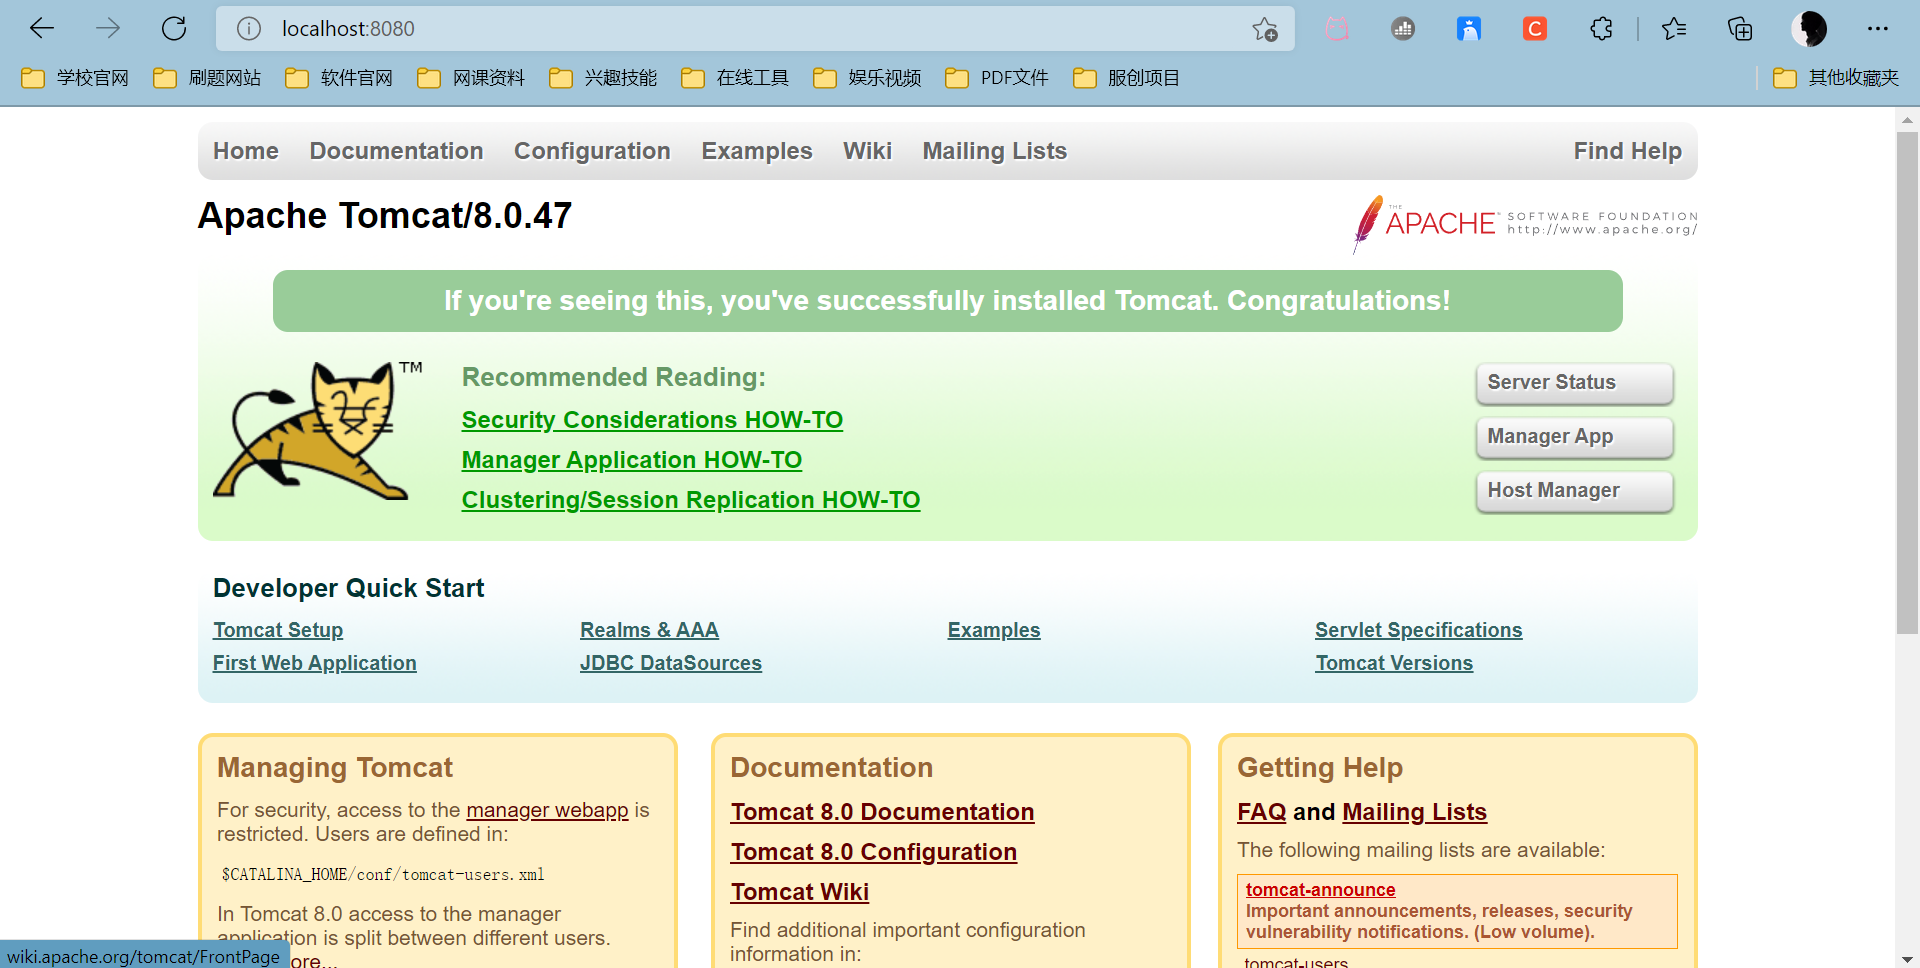 localhost:8080
学校官网 刷题网站 软件官网 网课资料 兴趣技能 在线工具 娱乐视频 PDF文件 服创项目 其他收藏夹
Home Documentation Configuration Examples Wiki Mailing Lists Find Help
Apache Tomcat/8.0.47
THE APACHE SOFTWARE FOUNDATION
http://www.apache.org/
If you're seeing this, you've successfully installed Tomcat. Congratulations!
TM
Recommended Reading:
Security Considerations HOW-TO
Manager Application HOW-TO
Clustering/Session Replication HOW-TO
Server Status
Manager App
Host Manager
Developer Quick Start
Tomcat Setup Realms & AAA Examples Servlet Specifications
First Web Application JDBC DataSources Tomcat Versions
Managing Tomcat
For security, access to the manager webapp is
restricted. Users are defined in:
$CATALINA_HOME/conf/tomcat-users.xml
In Tomcat 8.0 access to the manager
application is split between different users.
ore...
wiki.apache.org/tomcat/FrontPage
Documentation
Tomcat 8.0 Documentation
Tomcat 8.0 Configuration
Tomcat Wiki
Find additional important configuration
information in:
Getting Help
FAQ and Mailing Lists
The following mailing lists are available:
tomcat-announce
Important announcements, releases, security
vulnerability notifications. (Low volume).
tomcat-users